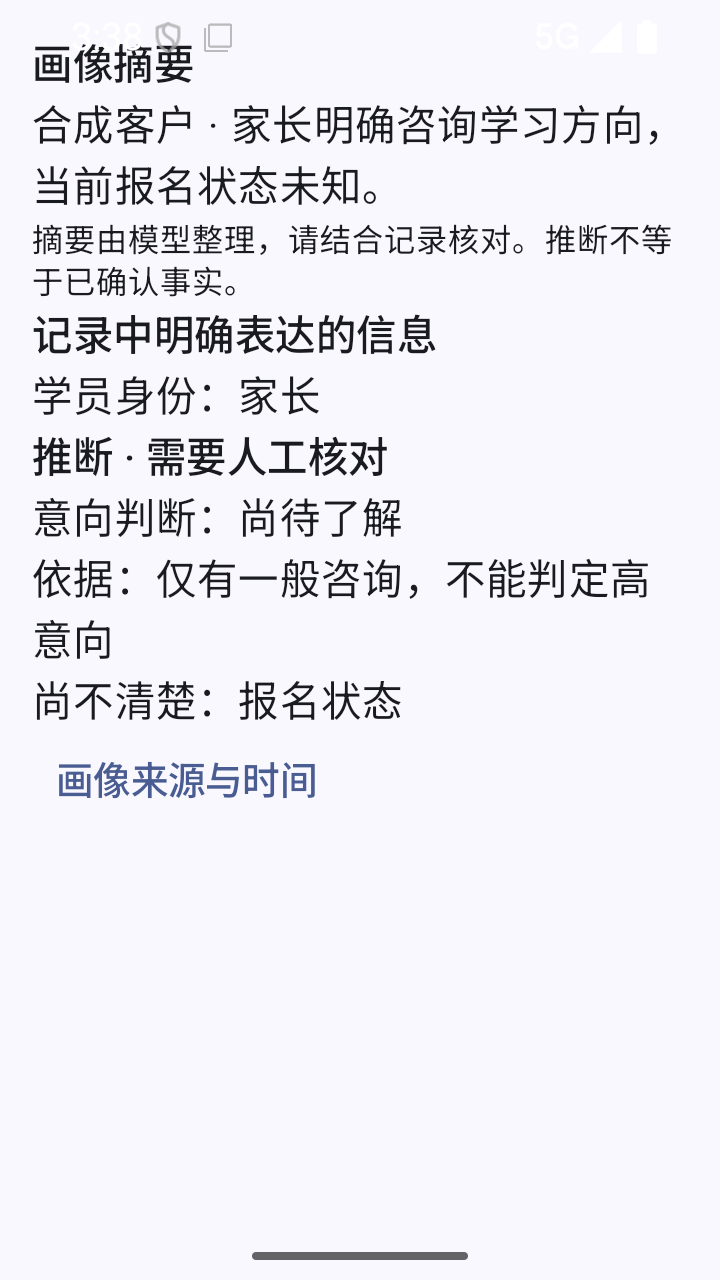 3:38
5G
画像摘要
合成客户 · 家长明确咨询学习方向，
当前报名状态未知。
摘要由模型整理，请结合记录核对。推断不等
于已确认事实。
记录中明确表达的信息
学员身份：家长
推断 · 需要人工核对
意向判断：尚待了解
依据：仅有一般咨询，不能判定高
意向
尚不清楚：报名状态
画像来源与时间